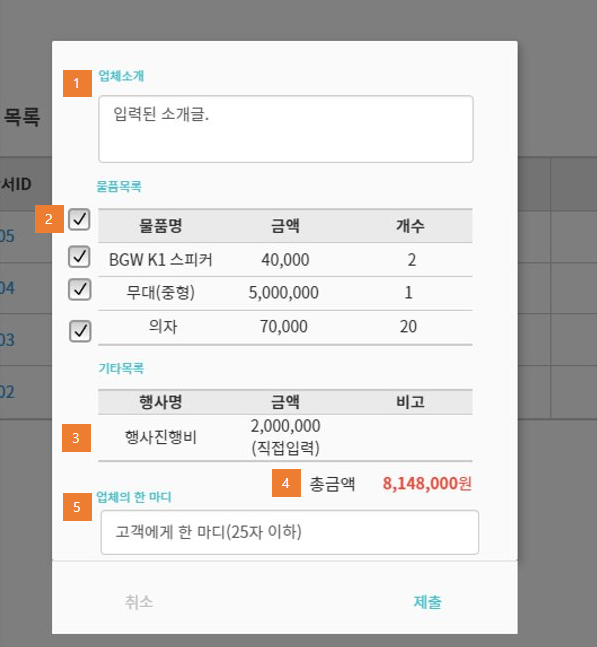 1 업체소개
입력된 소개글.
목록
서ID
05
04
03
02
물품목록
2
물품명 금액 개수
BGW K1 스피커 40,000 2
무대(중형) 5,000,000 1
의자 70,000 20
기타목록
행사명 금액 비고
3 행사진행비 2,000,000
(직접입력)
4 총금액 8,148,000원
5 업체의 한 마디
고객에게 한 마디(25자 이하)
취소 제출